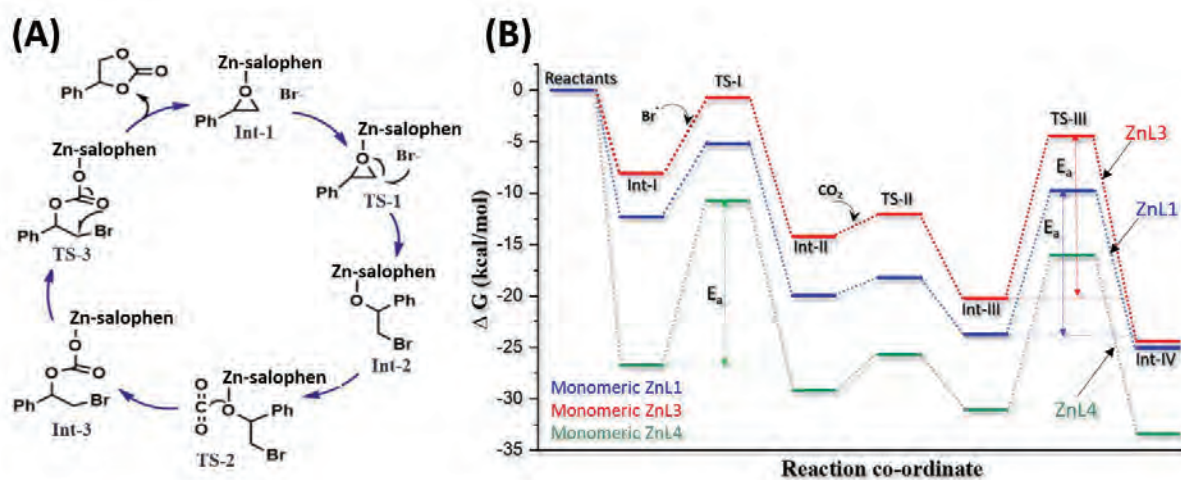 (A)
O
O
O
Ph
Zn-salophen
O
Ph
Br-
Int-1
Zn-salophen
O
Br-
Ph
TS-1
Zn-salophen
O
Ph
Br
Int-2
O
C
O
Zn-salophen
O
Ph
Br
TS-2
Zn-salophen
O
O
O
Ph
Br
Int-3
Zn-salophen
O
O
O
Ph
Br
TS-3
(B)
Δ G (kcal/mol)
0
-5
-10
-15
-20
-25
-30
-35
Reactants
Int-I
Br-
TS-I
Int-II
CO2
TS-II
Int-III
TS-III
Int-IV
Ea
Ea
Ea
ZnL3
ZnL1
ZnL4
Monomeric ZnL1
Monomeric ZnL3
Monomeric ZnL4
Reaction co-ordinate